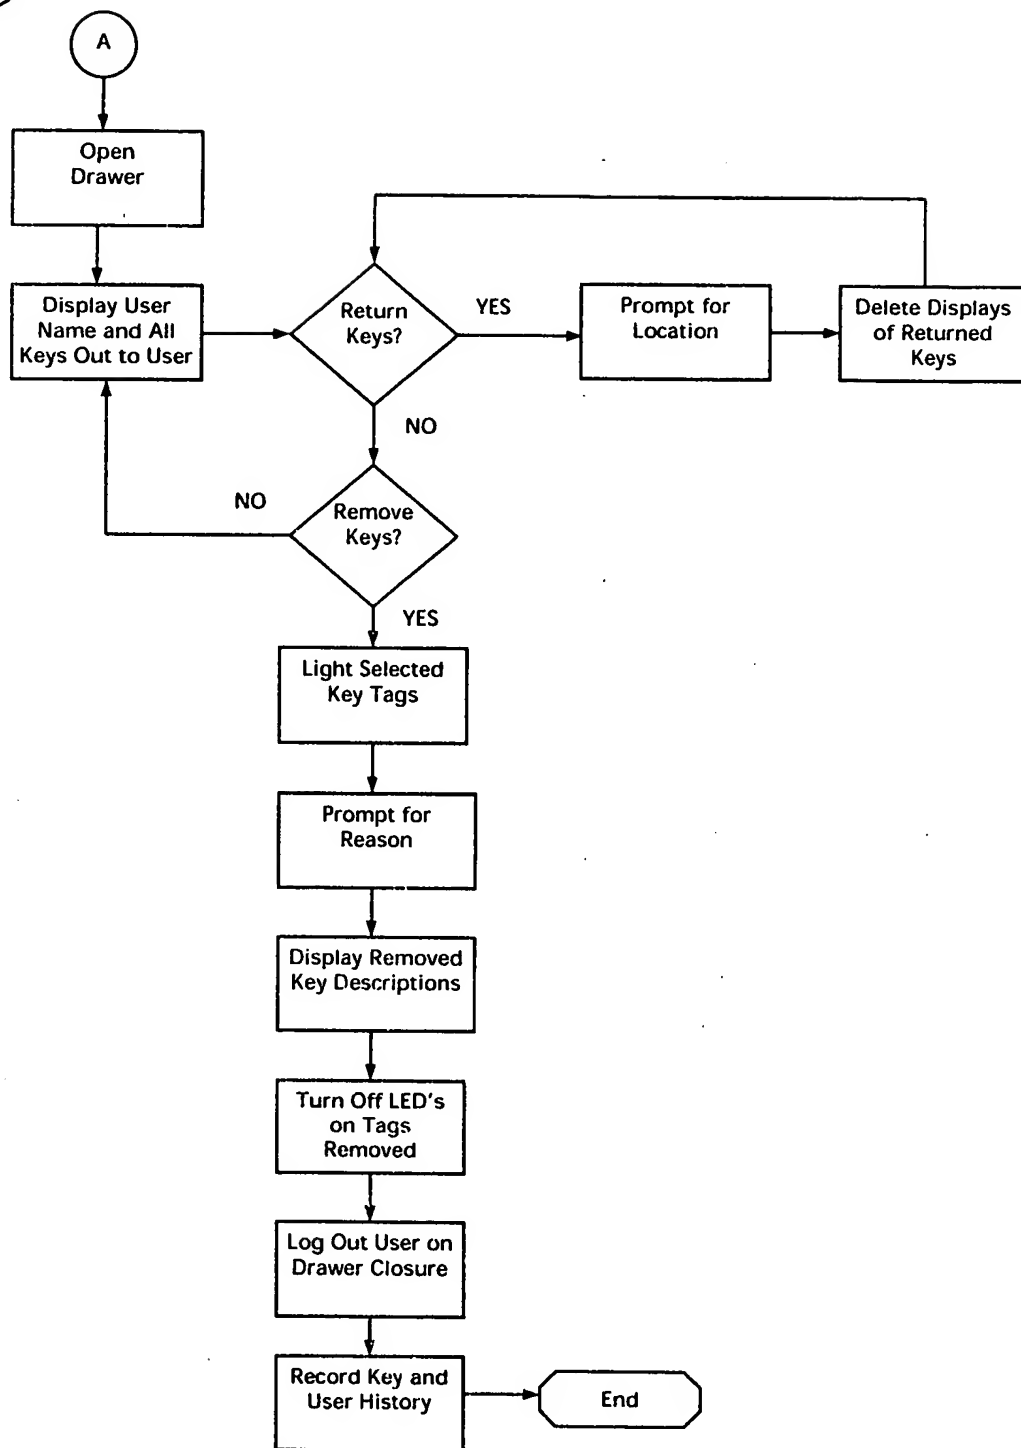 A
Open
Drawer
Display User
Name and All
Keys Out to User
Return
Keys?
YES
Prompt for
Location
Delete Displays
of Returned
Keys
NO
Remove
Keys?
NO
YES
Light Selected
Key Tags
Prompt for
Reason
Display Removed
Key Descriptions
Turn Off LED's
on Tags
Removed
Log Out User on
Drawer Closure
Record Key and
User History
End